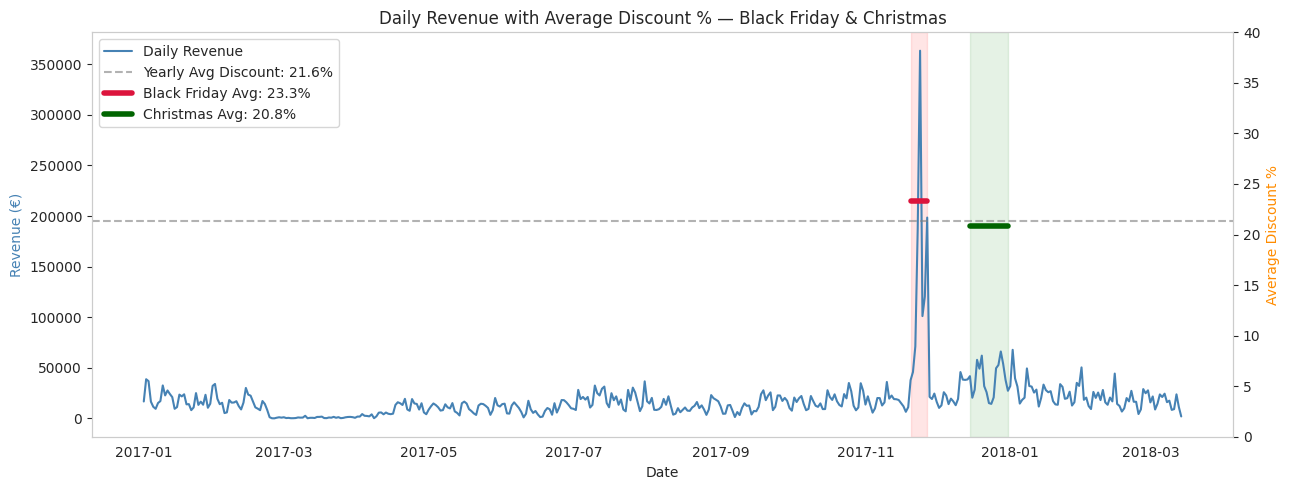 Daily Revenue with Average Discount % — Black Friday & Christmas
Daily Revenue
Yearly Avg Discount: 21.6%
Black Friday Avg: 23.3%
Christmas Avg: 20.8%
Revenue (€)
350000
300000
250000
200000
150000
100000
50000
0
40
35
30
25
20
15
10
5
0
Average Discount %
2017-01 2017-03 2017-05 2017-07 2017-09 2017-11 2018-01 2018-03
Date